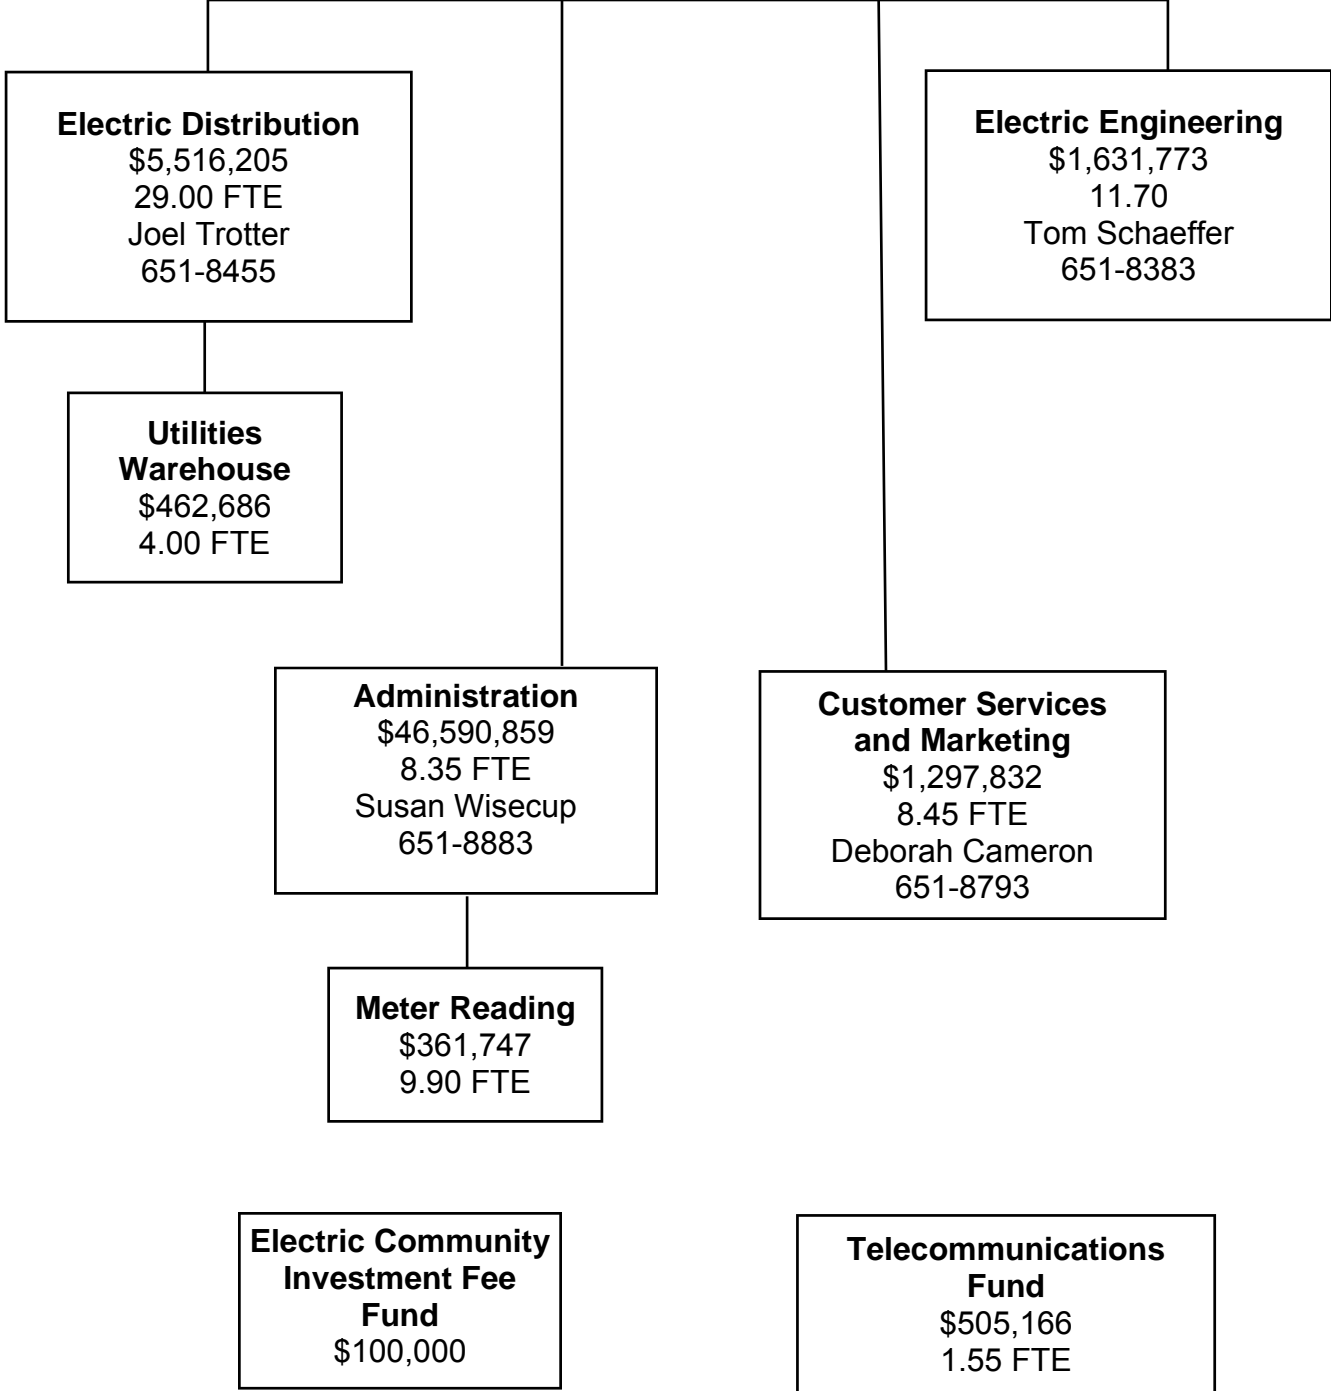 Electric Distribution
$5,516,205
29.00 FTE
Joel Trotter
651-8455
Electric Engineering
$1,631,773
11.70
Tom Schaeffer
651-8383
Utilities
Warehouse
$462,686
4.00 FTE
Administration
$46,590,859
8.35 FTE
Susan Wisecup
651-8883
Customer Services
and Marketing
$1,297,832
8.45 FTE
Deborah Cameron
651-8793
Meter Reading
$361,747
9.90 FTE
Electric Community
Investment Fee
Fund
$100,000
Telecommunications
Fund
$505,166
1.55 FTE